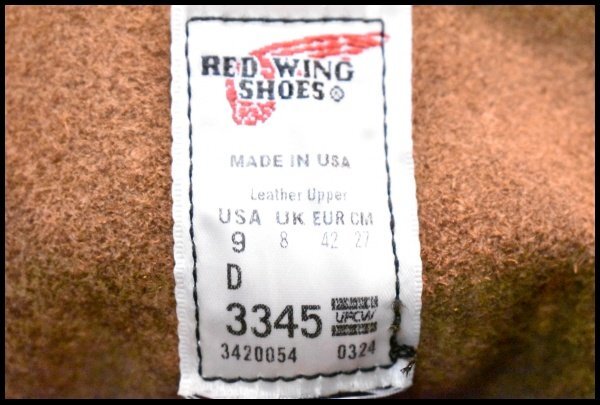 RED WING
SHOES®
MADE IN USA
Leather Upper
USA UK EUR CM
9 8 42 27
D
3345 UFCW
3420054 0324